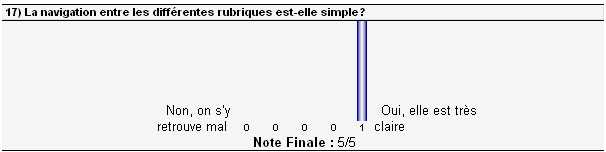 17) La navigation entre les différentes rubriques est-elle simple?
Non, on s'y Oui, elle est très
retrouve mal 0 0 0 0 1 claire
Note Finale : 5/5